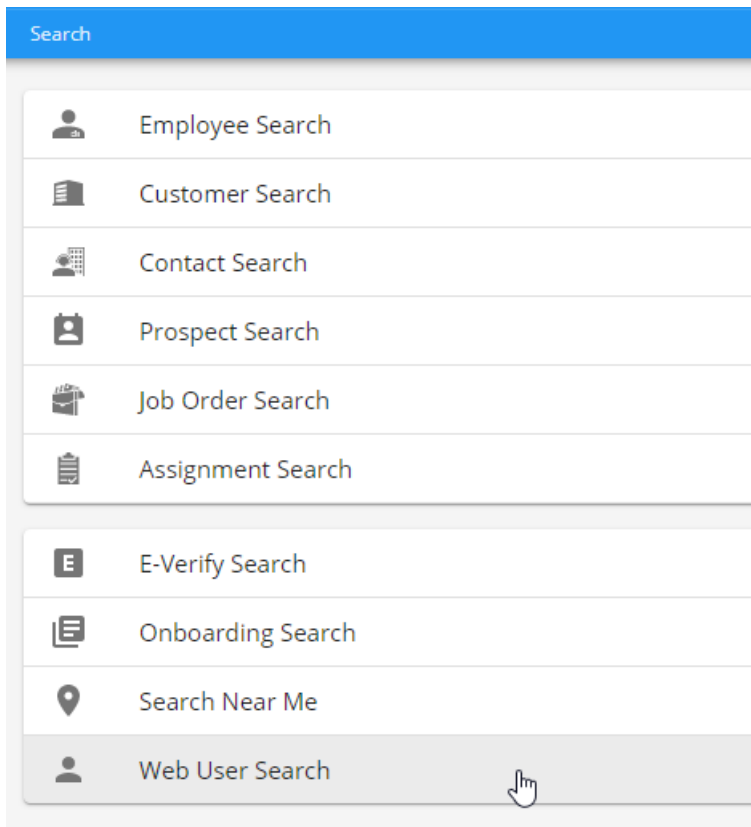 Search
Employee Search
Customer Search
Contact Search
Prospect Search
Job Order Search
Assignment Search
E
E-Verify Search
Onboarding Search
Search Near Me
Web User Search